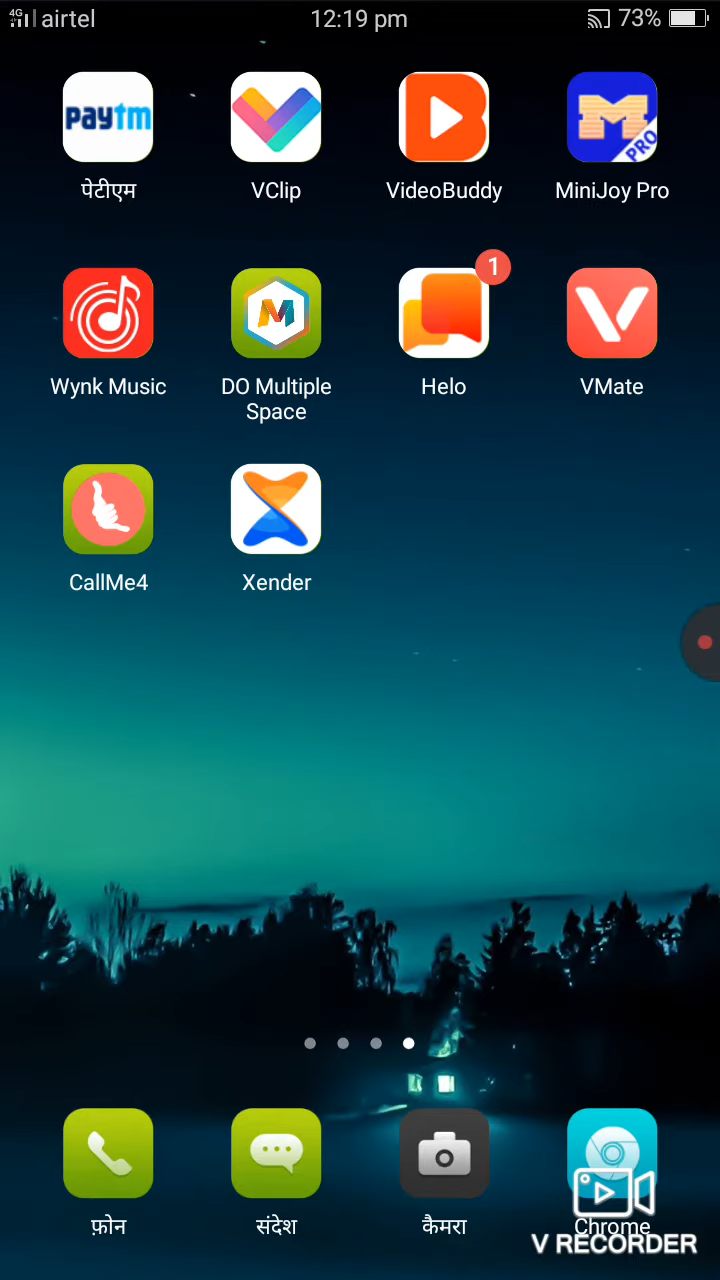 4G airtel 12:19 pm 73%
paytm
M PRO
पेटीएम VClip VideoBuddy MiniJoy Pro
M 1
Wynk Music DO Multiple Helo VMate
Space
CallMe4 Xender
फ़ोन संदेश कैमरा Chrome
V RECORDER